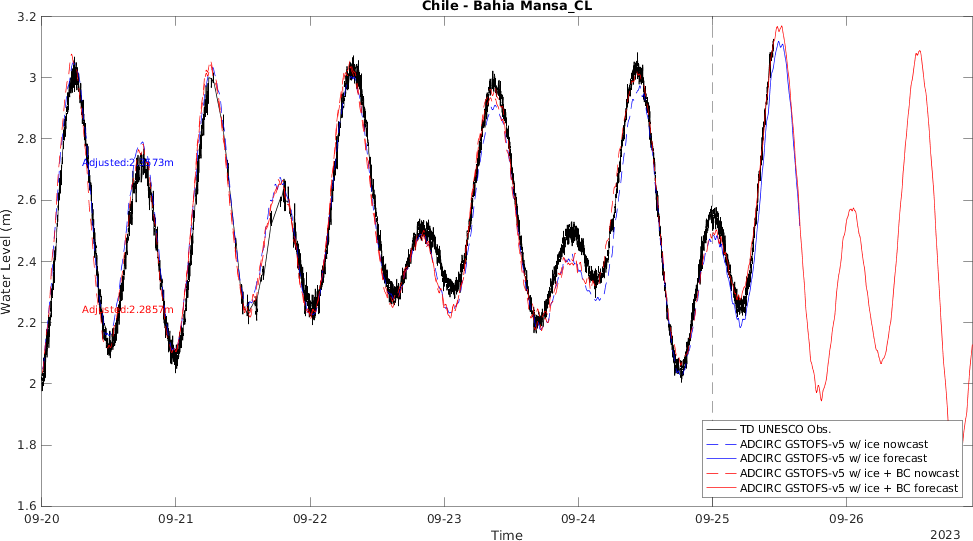 Chile - Bahia Mansa_CL
3.2
3
2.8
2.6
2.4
2.2
2
1.8
1.6
Water Level (m)
Adjusted:2.2857m
09-20
09-21
09-22
09-23
09-24
09-25
09-26
Time
2023
TD UNESCO Obs.
ADCIRC GSTOFS-v5 w/ ice nowcast
ADCIRC GSTOFS-v5 w/ ice forecast
ADCIRC GSTOFS-v5 w/ ice + BC nowcast
ADCIRC GSTOFS-v5 w/ ice + BC forecast